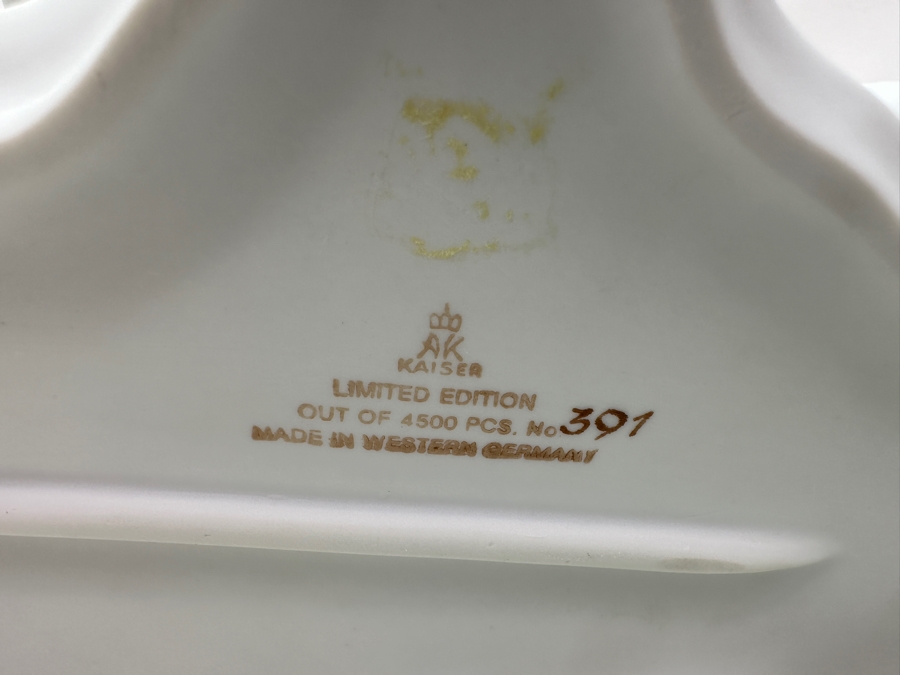 AK
KAISER
LIMITED EDITION
OUT OF 4500 PCS. No. 391
MADE IN WESTERN GERMANY